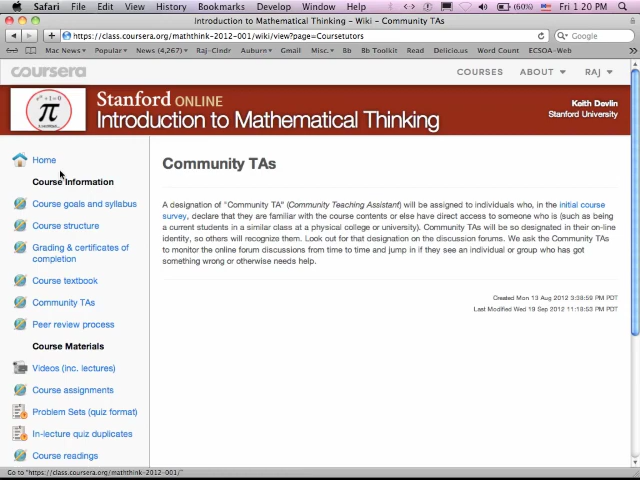 Safari File Edit View History Bookmarks Develop Window Help (60%) Fri 1:20 PM
Introduction to Mathematical Thinking – Wiki – Community TAs
https://class.coursera.org/maththink-2012-001/wiki/view?page=Coursetutors Google
Mac News Popular News (4,267) Raj-Cindr Auburn Bb Bb Toolkit Read Delicio.us Word Count ECSOA-Web
coursera COURSES ABOUT RAJ
π
Stanford ONLINE
Introduction to Mathematical Thinking
Keith Devlin
Stanford University
Home
Course Information
Course goals and syllabus
Course structure
Grading & certificates of
completion
Course textbook
Community TAs
Peer review process
Course Materials
Videos (inc. lectures)
Course assignments
Problem Sets (quiz format)
In-lecture quiz duplicates
Course readings
Community TAs
A designation of "Community TA" (Community Teaching Assistant) will be assigned to individuals who, in the initial course
survey, declare that they are familiar with the course contents or else have direct access to someone who is (such as being
a current students in a similar class at a physical college or university). Community TAs will be so designated in their on-line
identity, so others will recognize them. Look out for that designation on the discussion forums. We ask the Community TAs
to monitor the online forum discussions from time to time and jump in if they see an individual or group who has got
something wrong or otherwise needs help.
Created Mon 13 Aug 2012 3:38:59 PM PDT
Last Modified Wed 19 Sep 2012 11:18:53 PM PDT
Go to "https://class.coursera.org/maththink-2012-001/"